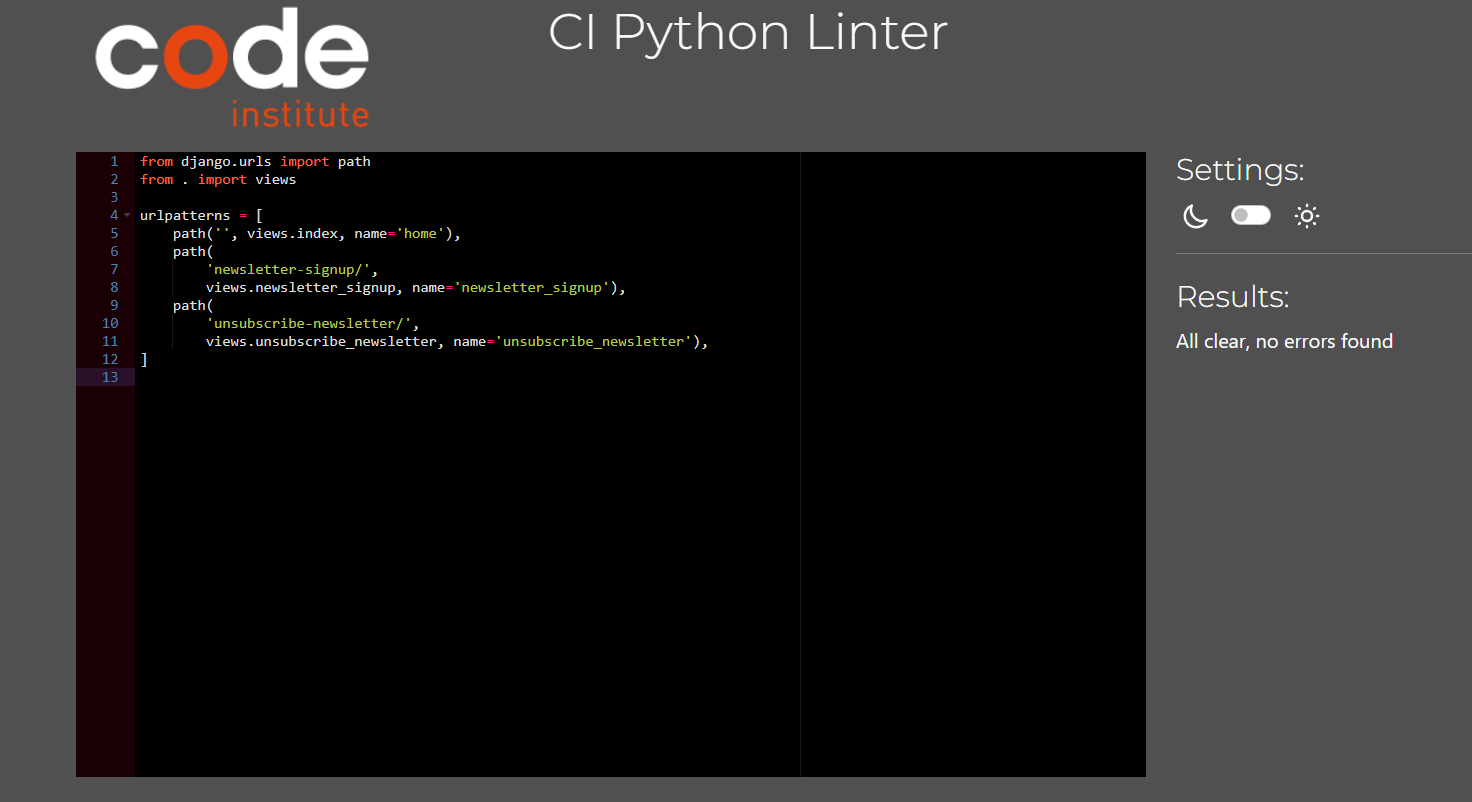 code
institute
CI Python Linter
1 from django.urls import path
2 from . import views
3
4 urlpatterns = [
5     path('', views.index, name='home'),
6     path(
7         'newsletter-signup/',
8         views.newsletter_signup, name='newsletter_signup'),
9     path(
10         'unsubscribe-newsletter/',
11         views.unsubscribe_newsletter, name='unsubscribe_newsletter'),
12 ]
13
Settings:
Results:
All clear, no errors found